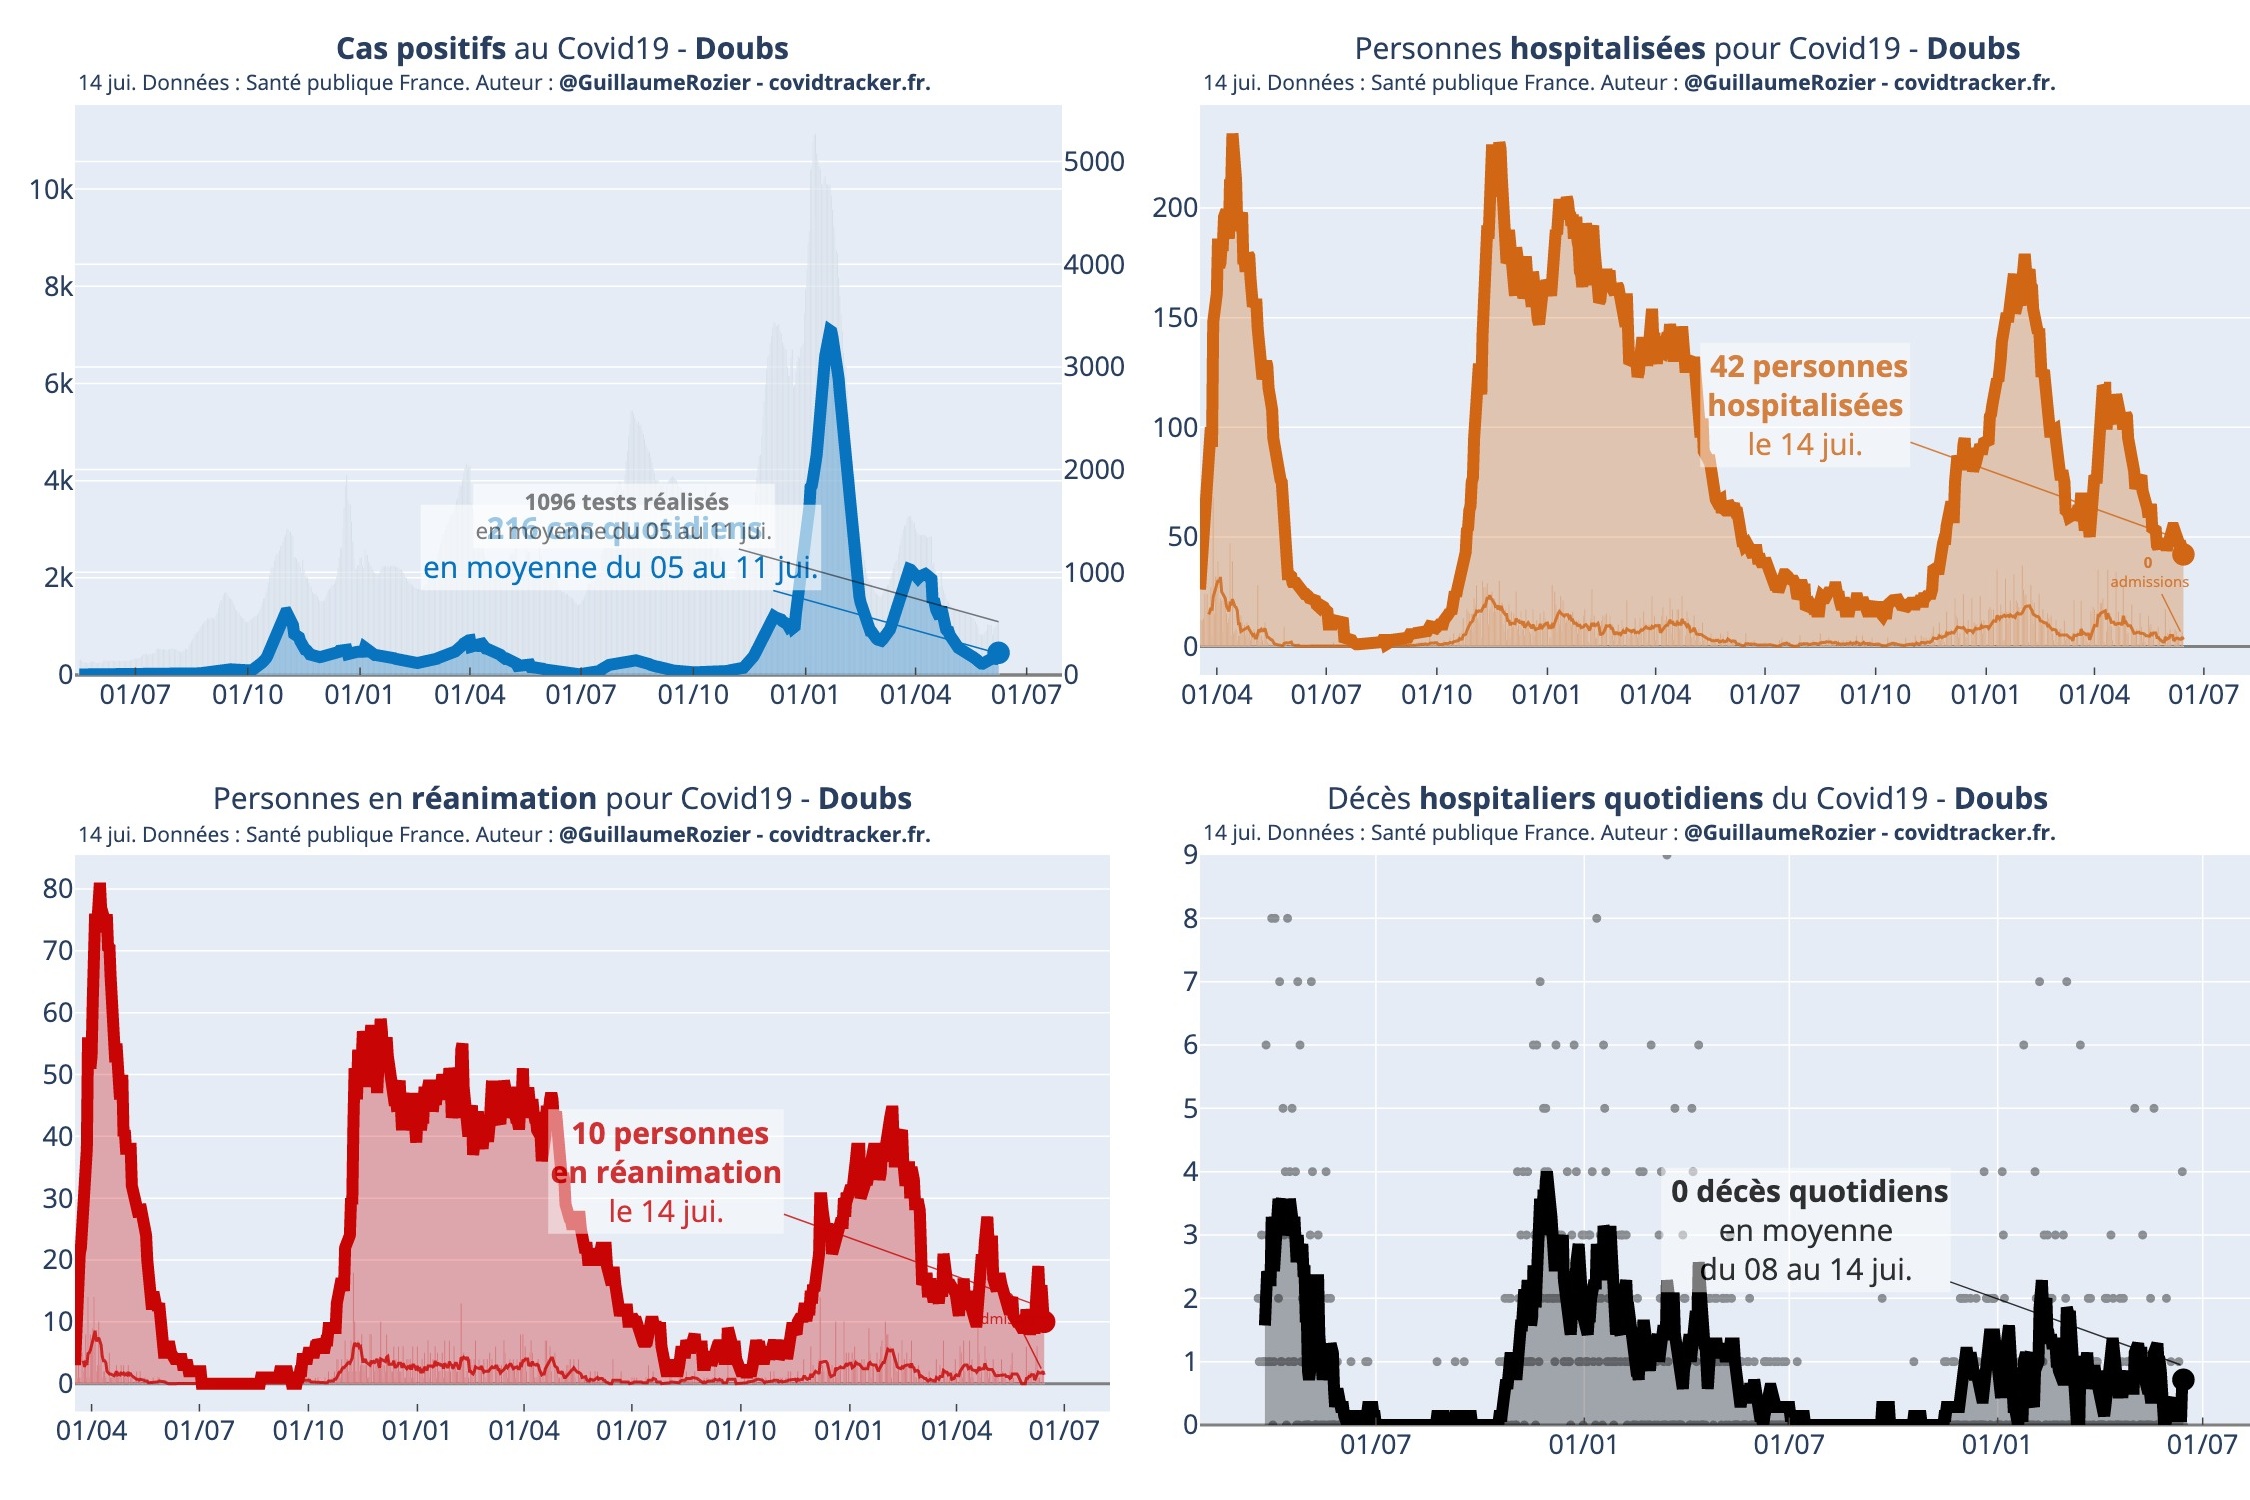 Cas positifs au Covid19 - Doubs
14 jui. Données : Santé publique France. Auteur : @GuillaumeRozier - covidtracker.fr.
10k
8k
6k
4k
2k
0
5000
4000
3000
2000
1000
0
1096 tests réalisés
en moyenne du 05 au 11 jui.
216 cas quotidiens
en moyenne du 05 au 11 jui.
01/07 01/10 01/01 01/04 01/07 01/10 01/01 01/04 01/07
Personnes hospitalisées pour Covid19 - Doubs
14 jui. Données : Santé publique France. Auteur : @GuillaumeRozier - covidtracker.fr.
200
150
100
50
0
42 personnes
hospitalisées
le 14 jui.
0
admissions
01/04 01/07 01/10 01/01 01/04 01/07 01/10 01/01 01/04 01/07
Personnes en réanimation pour Covid19 - Doubs
14 jui. Données : Santé publique France. Auteur : @GuillaumeRozier - covidtracker.fr.
80
70
60
50
40
30
20
10
0
10 personnes
en réanimation
le 14 jui.
01/04 01/07 01/10 01/01 01/04 01/07 01/10 01/01 01/04 01/07
Décès hospitaliers quotidiens du Covid19 - Doubs
14 jui. Données : Santé publique France. Auteur : @GuillaumeRozier - covidtracker.fr.
9
8
7
6
5
4
3
2
1
0
0 décès quotidiens
en moyenne
du 08 au 14 jui.
01/07 01/01 01/07 01/01 01/07